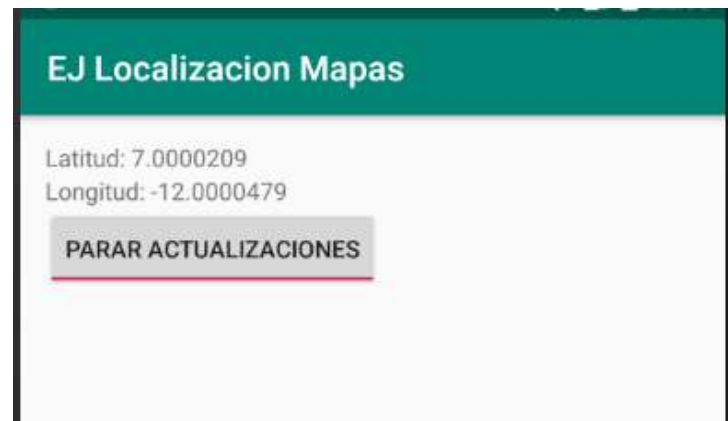 EJ Localizacion Mapas
Latitud: 7.0000209
Longitud: -12.0000479
PARAR ACTUALIZACIONES